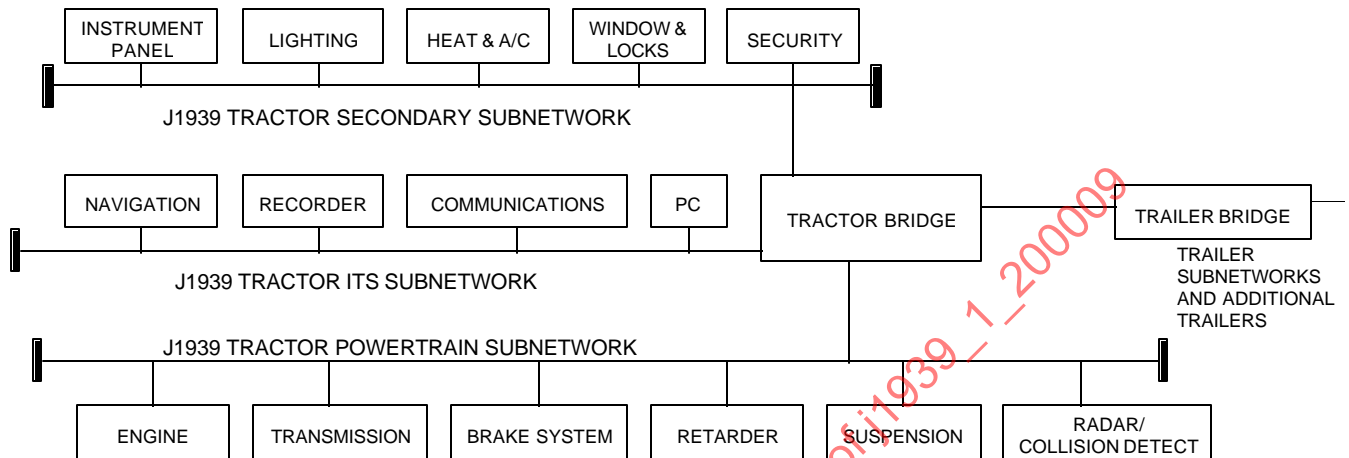 INSTRUMENT
PANEL
LIGHTING
HEAT & A/C
WINDOW &
LOCKS
SECURITY
J1939 TRACTOR SECONDARY SUBNETWORK
NAVIGATION
RECORDER
COMMUNICATIONS
PC
TRACTOR BRIDGE
TRAILER BRIDGE
J1939 TRACTOR ITS SUBNETWORK
TRAILER
SUBNETWORKS
AND ADDITIONAL
TRAILERS
J1939 TRACTOR POWERTRAIN SUBNETWORK
ENGINE
TRANSMISSION
BRAKE SYSTEM
RETARDER
SUSPENSION
RADAR/
COLLISION DETECT
of j1939_1_200009